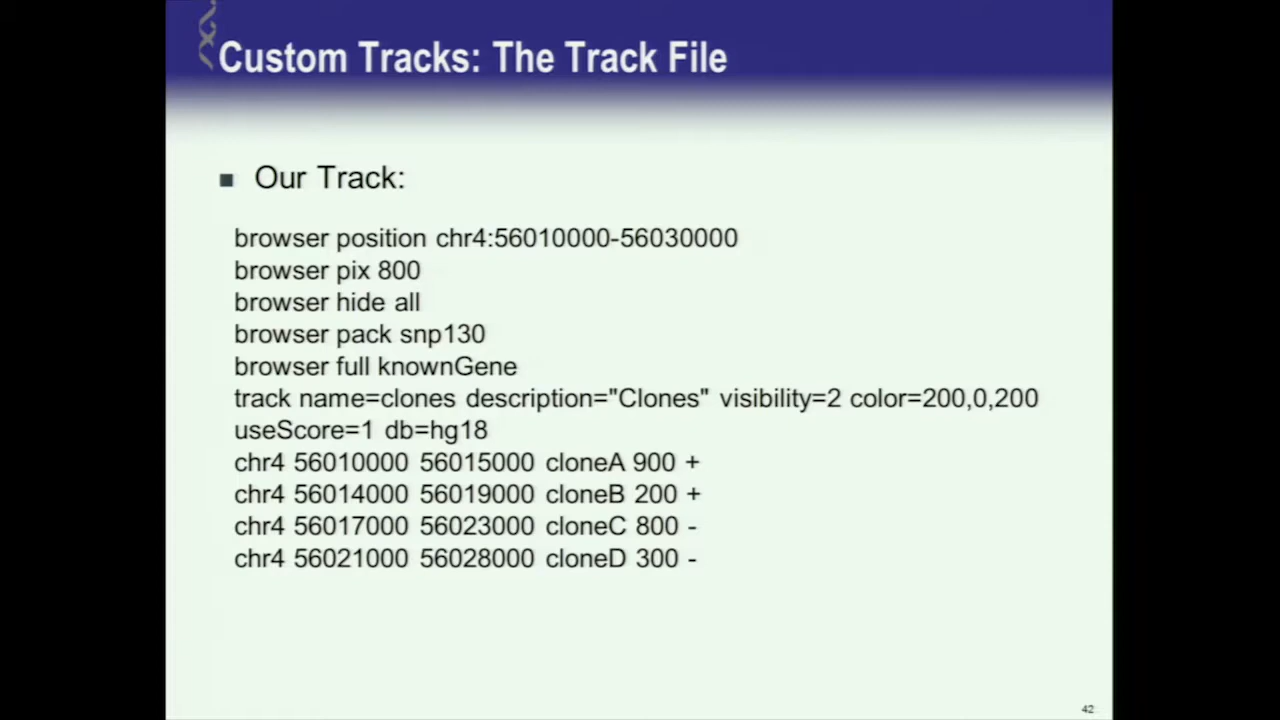 Custom Tracks: The Track File
Our Track:
browser position chr4:56010000-56030000
browser pix 800
browser hide all
browser pack snp130
browser full knownGene
track name=clones description="Clones" visibility=2 color=200,0,200
useScore=1 db=hg18
chr4 56010000 56015000 cloneA 900 +
chr4 56014000 56019000 cloneB 200 +
chr4 56017000 56023000 cloneC 800 -
chr4 56021000 56028000 cloneD 300 -
42